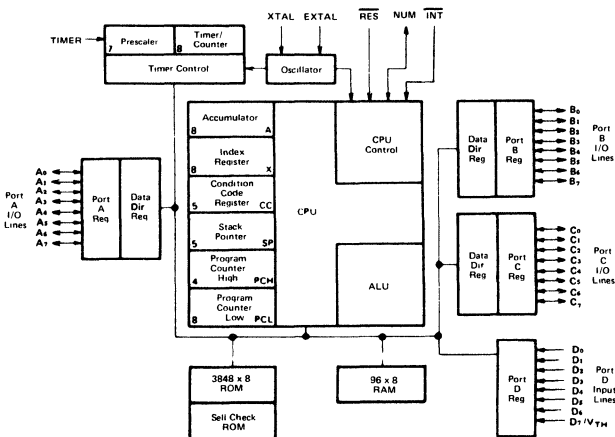 XTAL EXTAL RES NUM INT
TIMER
7 Prescaler
8 Timer/
Counter
Timer Control
Oscillator
8 Accumulator A
8 Index
Register X
5 Condition
Code
Register CC
5 Stack
Pointer SP
4 Program
Counter
High PCH
8 Program
Counter
Low PCL
CPU
CPU
Control
ALU
Port
A
I/O
Lines
A0
A1
A2
A3
A4
A5
A6
A7
Port
A
Reg
Data
Dir
Reg
Data
Dir
Reg
Port
B
Reg
B0
B1
B2
B3
B4
B5
B6
B7
Port
B
I/O
Lines
Data
Dir
Reg
Port
C
Reg
C0
C1
C2
C3
C4
C5
C6
C7
Port
C
I/O
Lines
Port
D
Reg
D0
D1
D2
D3
D4
D5
D6
D7/VTH
Port
D
Input
Lines
3848 x 8
ROM
Self Check
ROM
96 x 8
RAM